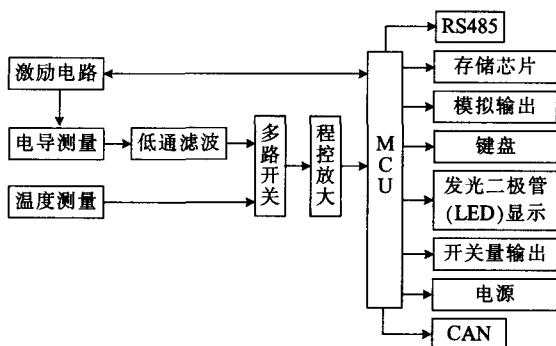 RS485
激励电路
存储芯片
模拟输出
电导测量
低通滤波
多路开关
程控放大
MCU
键盘
温度测量
发光二极管
(LED)显示
开关量输出
电源
CAN